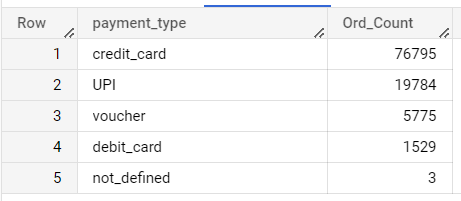 Row payment_type Ord_Count
1 credit_card 76795
2 UPI 19784
3 voucher 5775
4 debit_card 1529
5 not_defined 3